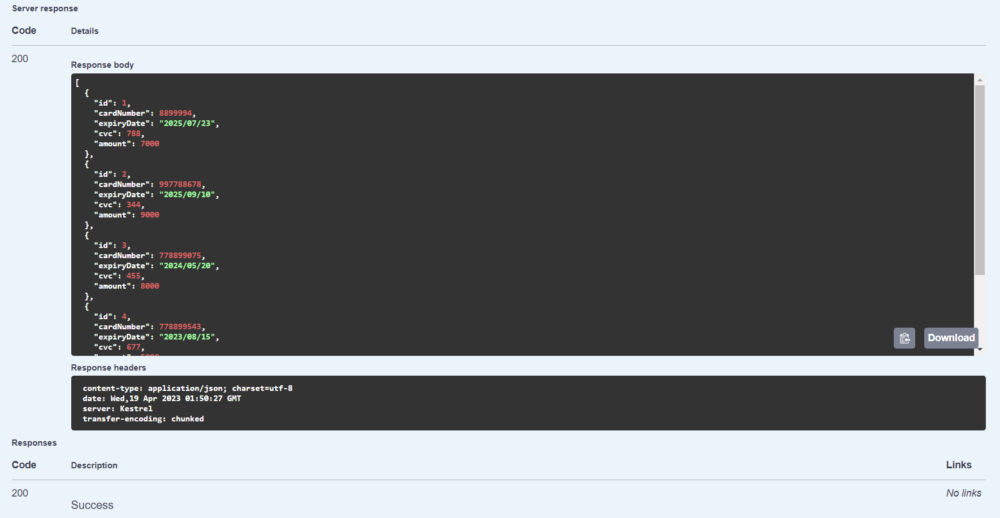 Server response
Code Details
200
Response body
[
  {
    "id": 1,
    "cardNumber": 8899994,
    "expiryDate": "2025/07/23",
    "cvc": 788,
    "amount": 7000
  },
  {
    "id": 2,
    "cardNumber": 997788678,
    "expiryDate": "2025/09/10",
    "cvc": 344,
    "amount": 9000
  },
  {
    "id": 3,
    "cardNumber": 778899075,
    "expiryDate": "2024/05/20",
    "cvc": 455,
    "amount": 8000
  },
  {
    "id": 4,
    "cardNumber": 778899543,
    "expiryDate": "2023/08/15",
    "cvc": 677,
Download
Response headers
content-type: application/json; charset=utf-8
date: Wed,19 Apr 2023 01:50:27 GMT
server: Kestrel
transfer-encoding: chunked
Responses
Code Description Links
200 No links
Success